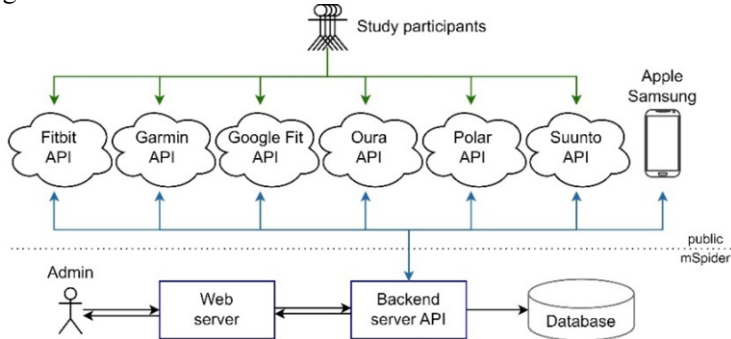 Study participants
Apple
Samsung
Fitbit
API
Garmin
API
Google Fit
API
Oura
API
Polar
API
Suunto
API
public
mSpider
Admin
Web
server
Backend
server API
Database